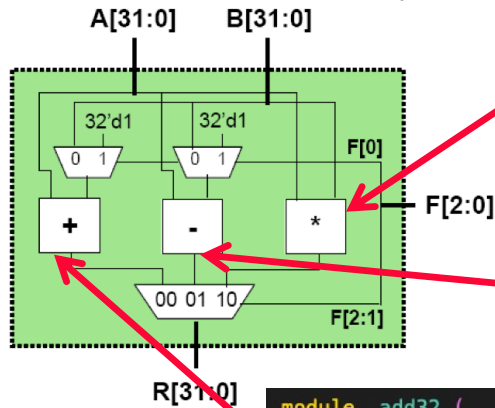 A[31:0] B[31:0]
32'd1 32'd1
0 1 0 1 F[0]
+ - * F[2:0]
00 01 10
F[2:1]
R[31:0]
module add32 (